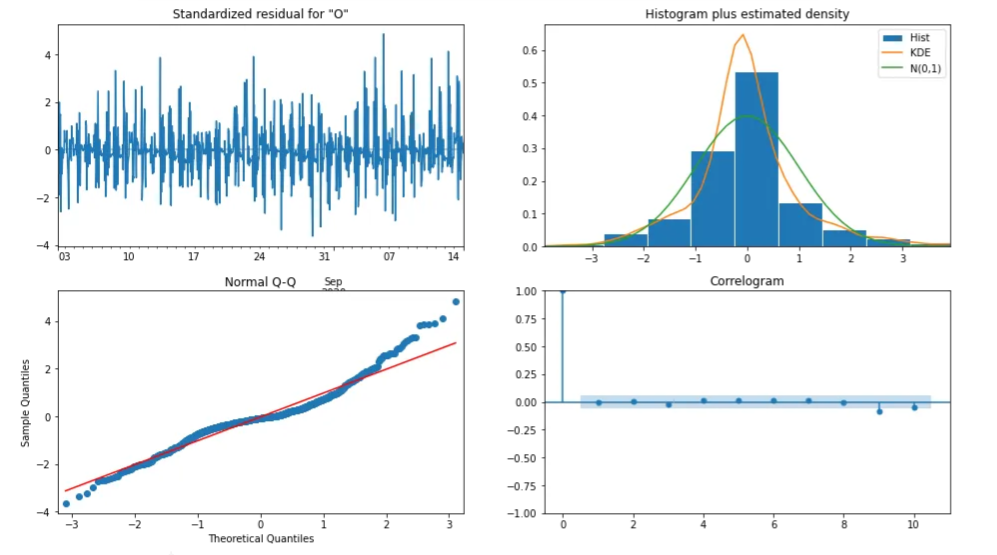 Standardized residual for "O"
4
2
0
−2
−4
03 10 17 24 31 07 14
Sep
2020
Histogram plus estimated density
Hist
KDE
N(0,1)
0.6
0.5
0.4
0.3
0.2
0.1
0.0
−3 −2 −1 0 1 2 3
Normal Q-Q
Sample Quantiles
4
2
0
−2
−4
−3 −2 −1 0 1 2 3
Theoretical Quantiles
Correlogram
1.00
0.75
0.50
0.25
0.00
−0.25
−0.50
−0.75
−1.00
0 2 4 6 8 10